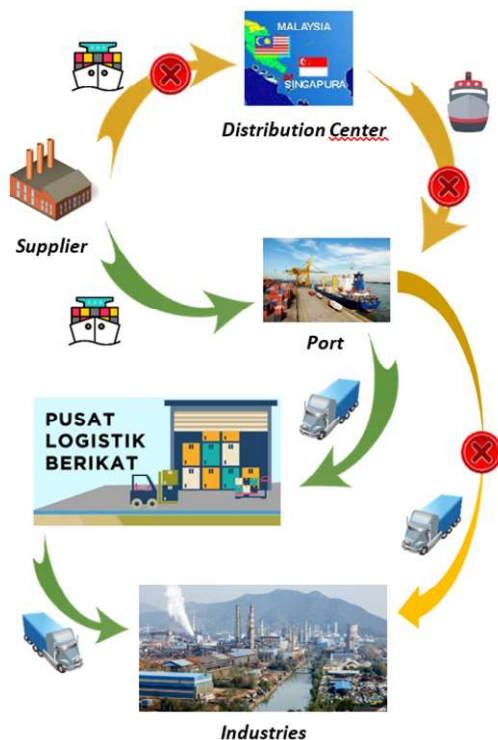 MALAYSIA
SINGAPURA
Distribution Center
Supplier
Port
PUSAT
LOGISTIK
BERIKAT
Industries